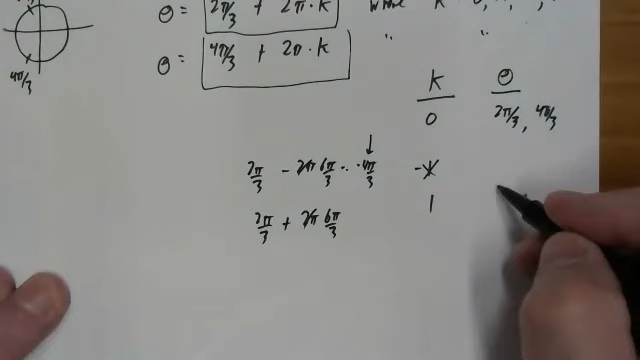 θ = 2π/3 + 2π · k
θ = 4π/3 + 2π · k
" "
4π/3
k θ
0 2π/3, 4π/3
2π/3 - 2π 6π/3 · · -4π/3 -1
2π/3 + 2π 6π/3 1